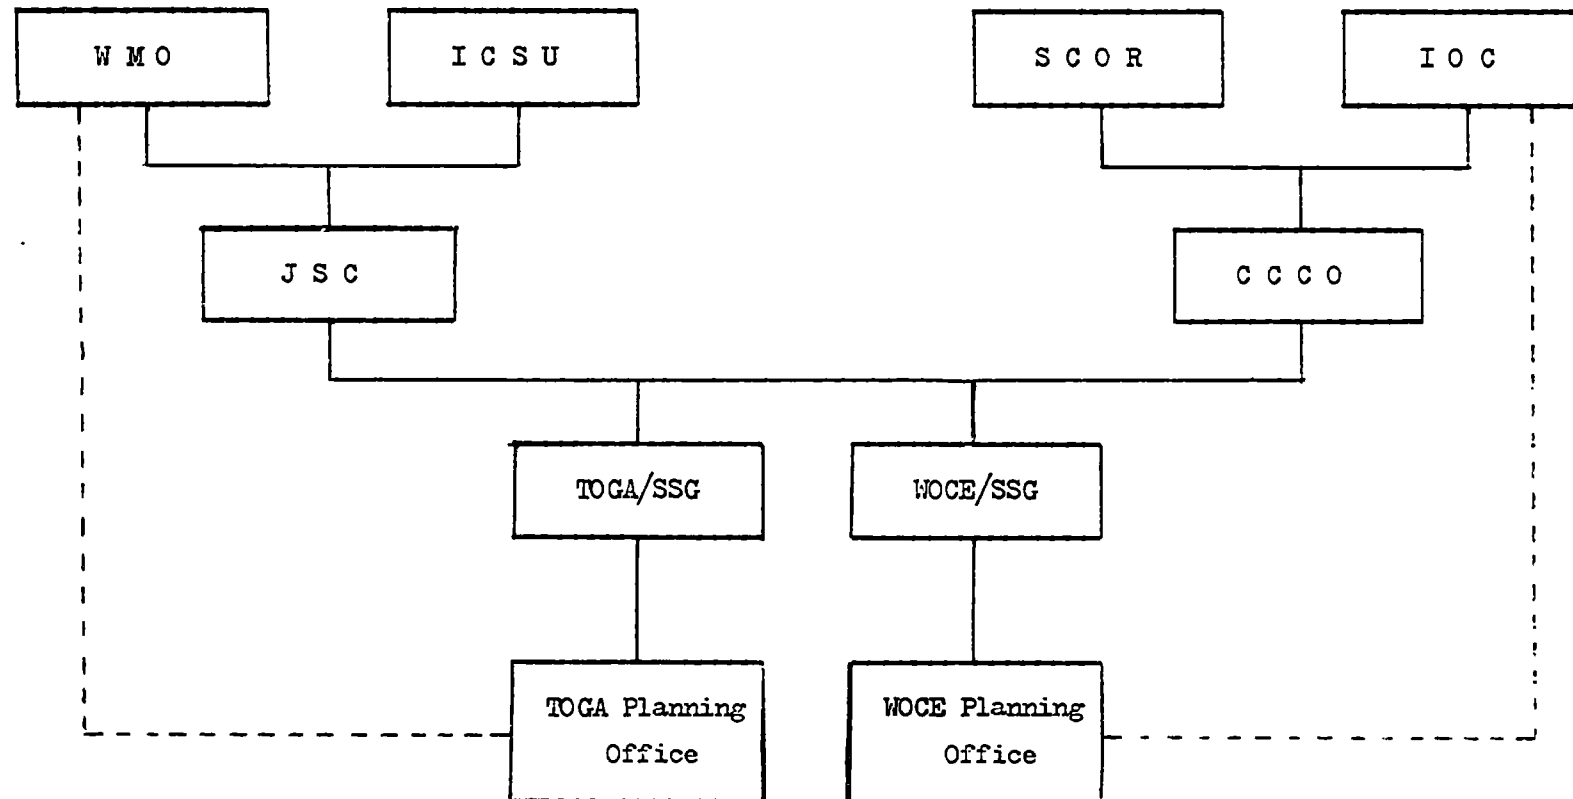 W M O
I C S U
S C O R
I O C
J S C
C C C O
TOGA/SSG
WOCE/SSG
TOGA Planning
Office
WOCE Planning
Office